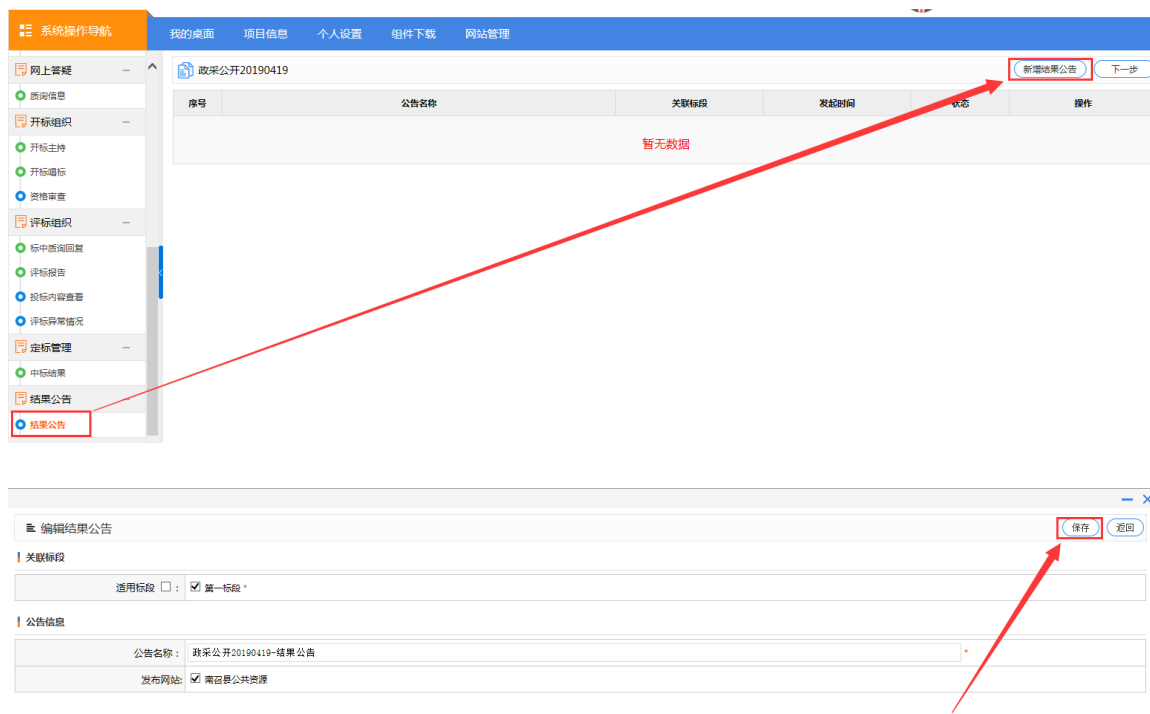 系统操作导航
我的桌面 项目信息 个人设置 组件下载 网站管理
网上答疑
质询信息
开标组织
开标主持
开标唱标
资格审查
评标组织
标中质询回复
评标报告
投标内容查看
评标异常情况
定标管理
中标结果
结果公告
结果公告
政采公开20190419
新增结果公告 下一步
序号 公告名称 关联标段 发起时间 状态 操作
暂无数据
编辑结果公告
保存 返回
关联标段
适用标段 : 第一标段 *
公告信息
公告名称: 政采公开20190419-结果公告 *
发布网站: 南召县公共资源